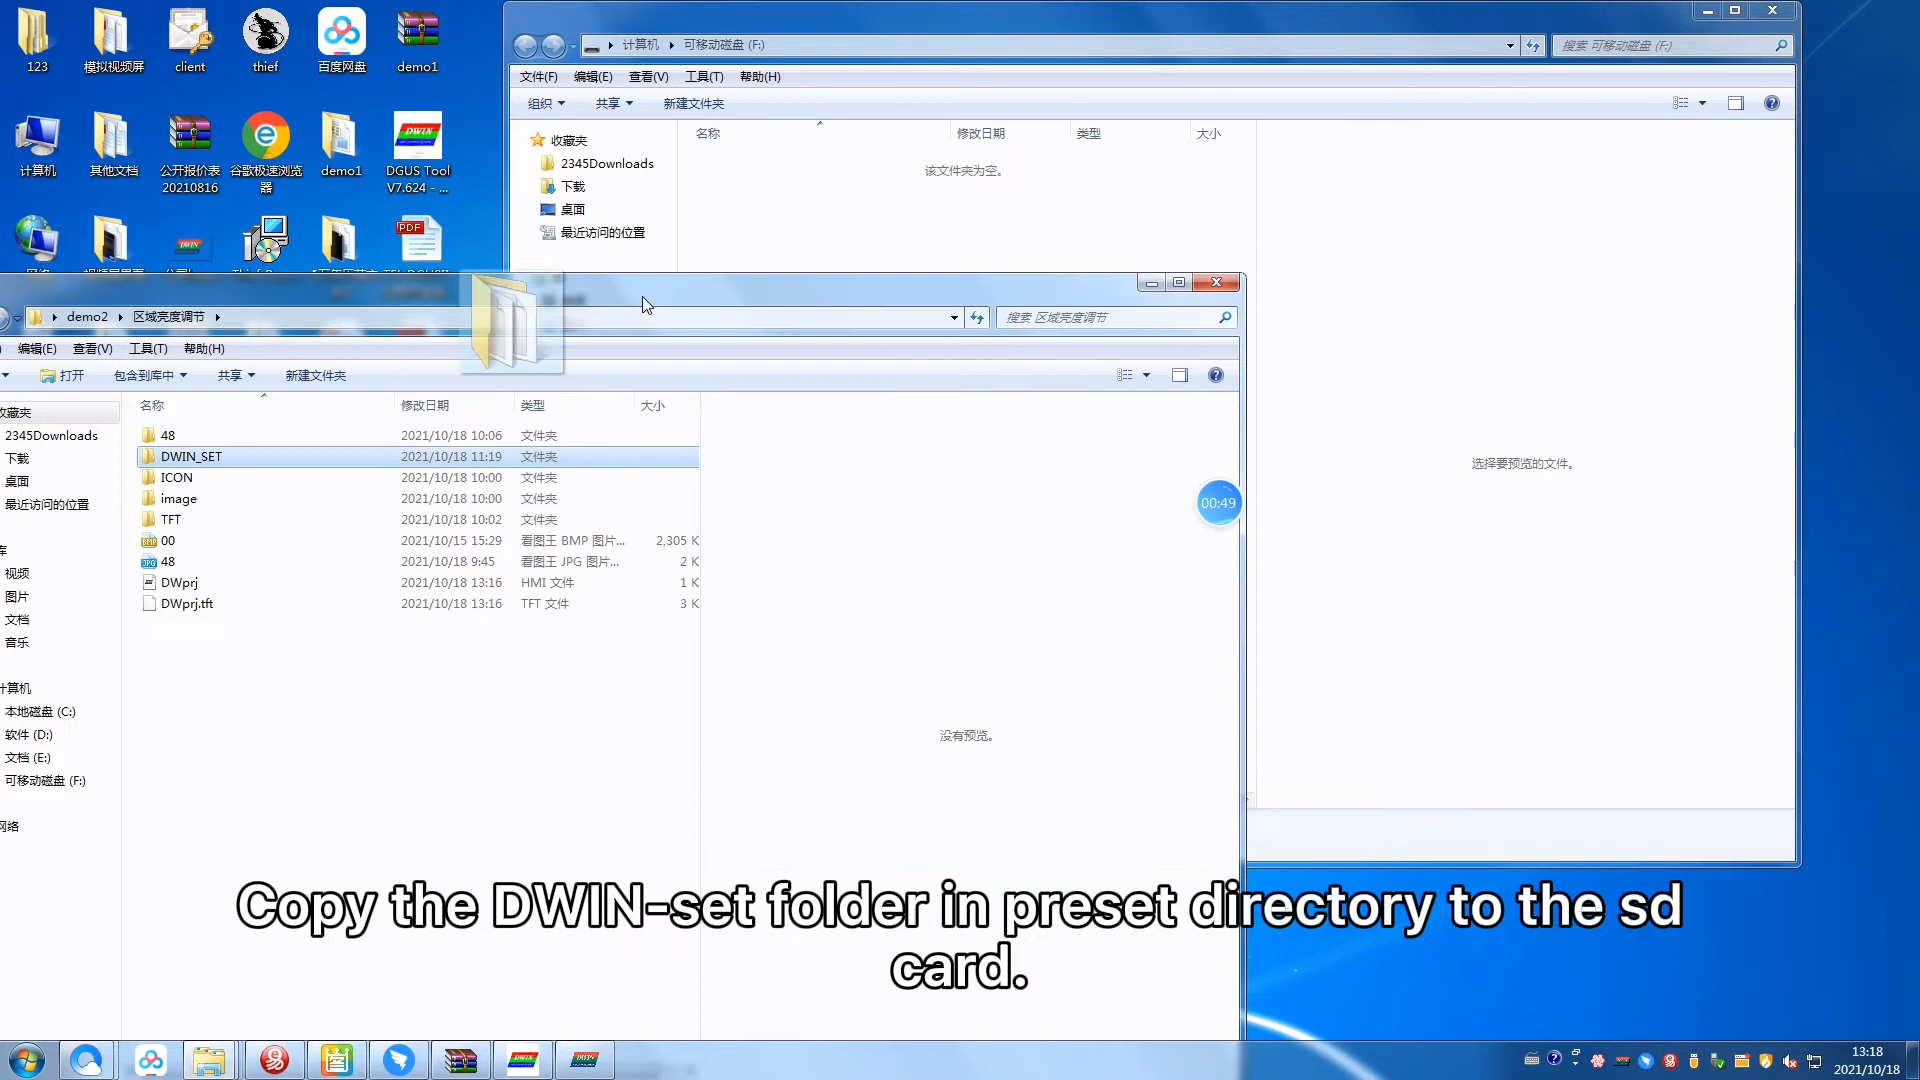 123
模拟视频屏
client
thief
百度网盘
demo1
计算机
其他文档
公开报价表
20210816
谷歌极速浏览
器
demo1
DWIN
DGUS Tool
V7.624 - ...
DWIN
PDF
计算机 可移动磁盘 (F:)
搜索 可移动磁盘 (F:)
文件(F) 编辑(E) 查看(V) 工具(T) 帮助(H)
组织 共享 新建文件夹
收藏夹
2345Downloads
下载
桌面
最近访问的位置
名称 修改日期 类型 大小
该文件夹为空。
选择要预览的文件。
demo2 区域亮度调节
搜索 区域亮度调节
编辑(E) 查看(V) 工具(T) 帮助(H)
打开 包含到库中 共享 新建文件夹
收藏夹
2345Downloads
下载
桌面
最近访问的位置
库
视频
图片
文档
音乐
计算机
本地磁盘 (C:)
软件 (D:)
文档 (E:)
可移动磁盘 (F:)
网络
名称 修改日期 类型 大小
48 2021/10/18 10:06 文件夹
DWIN_SET 2021/10/18 11:19 文件夹
ICON 2021/10/18 10:00 文件夹
image 2021/10/18 10:00 文件夹
TFT 2021/10/18 10:02 文件夹
00 2021/10/15 15:29 看图王 BMP 图片... 2,305 K
48 2021/10/18 9:45 看图王 JPG 图片... 2 K
DWprj 2021/10/18 13:16 HMI 文件 1 K
DWprj.tft 2021/10/18 13:16 TFT 文件 3 K
没有预览。
00:49
Copy the DWIN-set folder in preset directory to the sd
card.
13:18
2021/10/18